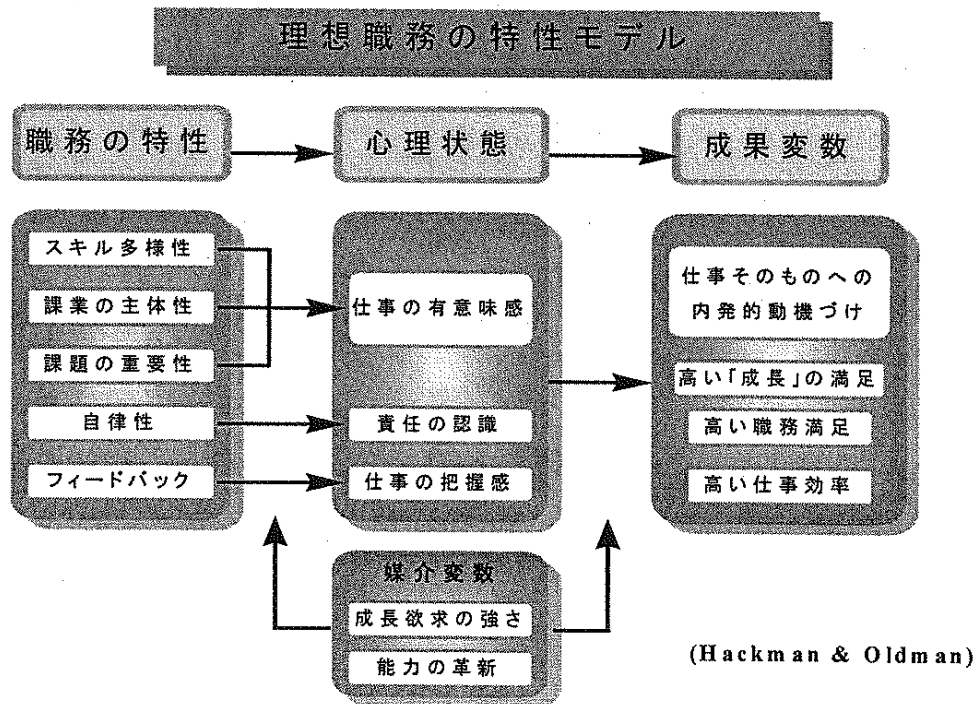 理想職務の特性モデル
職務の特性
心理状態
成果変数
スキル多様性
課業の主体性
課題の重要性
自律性
フィードバック
仕事の有意味感
責任の認識
仕事の把握感
仕事そのものへの
内発的動機づけ
高い「成長」の満足
高い職務満足
高い仕事効率
媒介変数
成長欲求の強さ
能力の革新
(Hackman & Oldman)